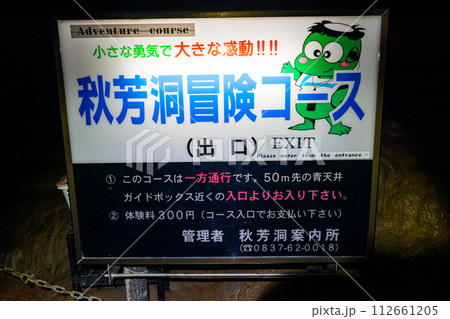 Adventure course
小さな勇気で大きな感動!!!
秋芳洞冒険コース
(出口) EXIT
Please enter from the entrance.!!
① このコースは一方通行です。50m先の青天井
ガイドボックス近くの入口よりお入り下さい。
② 体験料300円(コース入口でお支払い下さい)
管理者 秋芳洞案内所
(☎0837-62-0018)
PIXTA
112661205